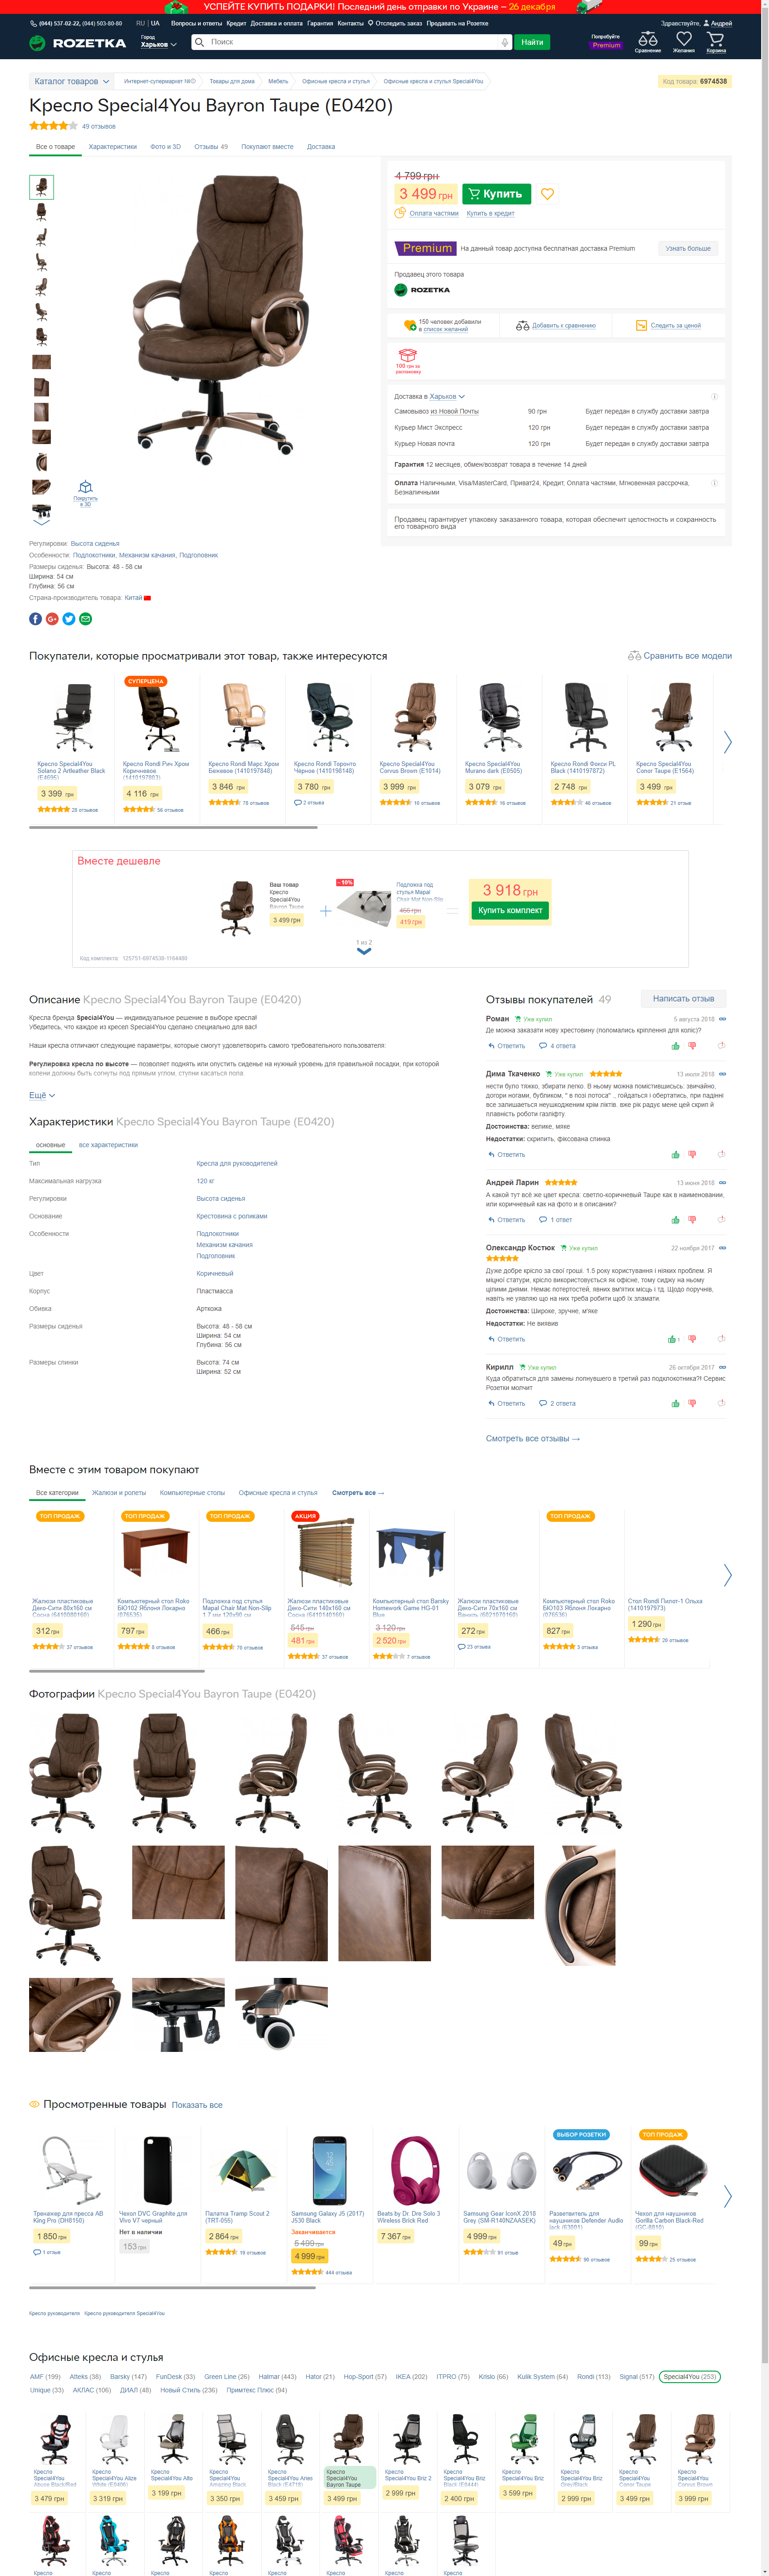 УСПЕЙТЕ КУПИТЬ ПОДАРКИ! Последний день отправки по Украине — 26 декабря
(044) 537-02-22, (044) 503-80-80 RU | UA Вопросы и ответы Кредит Доставка и оплата Гарантия Контакты Отследить заказ Продавать на Розетке Здравствуйте, Андрей
ROZETKA Город Харьков Поиск Найти Попробуйте Premium Сравнение Желания Корзина
Каталог товаров Интернет-супермаркет №① Товары для дома Мебель Офисные кресла и стулья Офисные кресла и стулья Special4You Код товара: 6974538
Кресло Special4You Bayron Taupe (E0420)
49 отзывов
Все о товаре Характеристики Фото и 3D Отзывы 49 Покупают вместе Доставка
4 799 грн
3 499 грн Купить
Оплата частями Купить в кредит
Premium На данный товар доступна бесплатная доставка Premium Узнать больше
Продавец этого товара
ROZETKA
150 человек добавили в список желаний Добавить к сравнению Следить за ценой
100 грн за распаковку
Доставка в Харьков
Самовывоз из Новой Почты 90 грн Будет передан в службу доставки завтра
Курьер Мист Экспресс 120 грн Будет передан в службу доставки завтра
Курьер Новая почта 120 грн Будет передан в службу доставки завтра
Гарантия 12 месяцев, обмен/возврат товара в течение 14 дней
Оплата Наличными, Visa/MasterCard, Приват24, Кредит, Оплата частями, Мгновенная рассрочка,
Безналичными
Продавец гарантирует упаковку заказанного товара, которая обеспечит целостность и сохранность
его товарного вида
Покрутить
в 3D
Регулировки: Высота сиденья
Особенности: Подлокотники, Механизм качания, Подголовник
Размеры сиденья: Высота: 48 - 58 см
Ширина: 54 см
Глубина: 56 см
Страна-производитель товара: Китай
Покупатели, которые просматривали этот товар, также интересуются Сравнить все модели
СУПЕРЦЕНА
Кресло Special4You Solano 2 Artleather Black
3 399 грн
28 отзывов
Кресло Rondi Рич Хром Коричневое (1410197803)
4 116 грн
56 отзывов
Кресло Rondi Марс Хром Бежевое (1410197848)
3 846 грн
78 отзывов
Кресло Rondi Торонто Чёрное (1410198148)
3 780 грн
2 отзыва
Кресло Special4You Corvus Brown (E1014)
3 999 грн
10 отзывов
Кресло Special4You Murano dark (E0505)
3 079 грн
16 отзывов
Кресло Rondi Фокси PL Black (1410197872)
2 748 грн
46 отзывов
Кресло Special4You Conor Taupe (E1564)
3 499 грн
21 отзыв
Вместе дешевле
Ваш товар
Кресло Special4You Bayron Taupe
3 499 грн
- 10%
Подложка под стулья Mapal Chair Mat Non-Slip
465 грн
419 грн
3 918 грн
Купить комплект
1 из 2
Код комплекта: 125751-6974538-1164480
Описание Кресло Special4You Bayron Taupe (E0420)
Кресла бренда Special4You — индивидуальное решение в выборе кресла!
Убедитесь, что каждое из кресел Special4You сделано специально для вас!
Наши кресла отличают следующие параметры, которые смогут удовлетворить самого требовательного пользователя:
Регулировка кресла по высоте — позволяет поднять или опустить сиденье на нужный уровень для правильной посадки, при которой
колени должны быть согнуты под прямым углом, ступни касаться пола.
Ещё
Характеристики Кресло Special4You Bayron Taupe (E0420)
основные все характеристики
Тип Кресла для руководителей
Максимальная нагрузка 120 кг
Регулировки Высота сиденья
Основание Крестовина с роликами
Особенности Подлокотники
Механизм качания
Подголовник
Цвет Коричневый
Корпус Пластмасса
Обивка Арткожа
Размеры сиденья Высота: 48 - 58 см
Ширина: 54 см
Глубина: 56 см
Размеры спинки Высота: 74 см
Ширина: 52 см
Отзывы покупателей 49 Написать отзыв
Роман Уже купил 5 августа 2018
Де можна заказати нову хрестовину (поломались кріплення для коліс)?
Ответить 4 ответа
Дима Ткаченко Уже купил 13 июля 2018
нести було тяжко, збирати легко. В ньому можна помістившись: звичайно,
догори ногами, бубликом, " в позі лотоса" .. гойдаться і обертатись, при падінні
все залишається неушкодженим крім ліктів. вже рік радує мене цей скрип й
плавність роботи газліфту
Достоинства: велике, мяке
Недостатки: скрипить, фіксована спинка
Ответить
Андрей Ларин 13 июня 2018
А какой тут всё же цвет кресла: светло-коричневый Taupe как в наименовании,
или коричневый как на фото и в описании?
Ответить 1 ответ
Олександр Костюк Уже купил 22 ноября 2017
Дуже добре крісло за свої гроші. 1.5 року користування і ніяких проблем. Я
міцної статури, крісло використовується як офісне, тому сиджу на ньому
цілими днями. Немає потертостей, явних вм'ятих місць і тд. Щодо поручнів,
навіть не уявляю що на них треба робити щоб їх зламати.
Достоинства: Широке, зручне, м'яке
Недостатки: Не виявив
Ответить 1
Кирилл Уже купил 26 октября 2017
Куда обратиться для замены лопнувшего в третий раз подлокотника?! Сервис
Розетки молчит
Ответить 2 ответа
Смотреть все отзывы →
Вместе с этим товаром покупают
Все категории Жалюзи и ролеты Компьютерные столы Офисные кресла и стулья Смотреть все →
ТОП ПРОДАЖ ТОП ПРОДАЖ ТОП ПРОДАЖ АКЦИЯ ТОП ПРОДАЖ
Жалюзи пластиковые Деко-Сити 80x160 см Сосна (6410080160)
312 грн
37 отзывов
Компьютерный стол Roko БЮ102 Яблоня Локарно (076535)
797 грн
6 отзывов
Подложка под стулья Mapal Chair Mat Non-Slip 1.7 мм 120x90 см
466 грн
70 отзывов
Жалюзи пластиковые Деко-Сити 140x160 см Сосна (6410140160)
545 грн
481 грн
37 отзывов
Компьютерный стол Barsky Homework Game HG-01 Blue
3 120 грн
2 520 грн
7 отзывов
Жалюзи пластиковые Деко-Сити 70x160 см Ваниль (6021070160)
272 грн
23 отзыва
Компьютерный стол Roko БЮ103 Яблоня Локарно (076536)
827 грн
3 отзыва
Стол Rondi Пилот-1 Ольха (1410197973)
1 290 грн
20 отзывов
Фотографии Кресло Special4You Bayron Taupe (E0420)
Просмотренные товары Показать все
ВЫБОР РОЗЕТКИ ТОП ПРОДАЖ
Тренажер для пресса AB King Pro (DH8150)
1 850 грн
1 отзыв
Чехол DVC Graphite для Vivo V7 черный
Нет в наличии
153 грн
Палатка Tramp Scout 2 (TRT-055)
2 864 грн
19 отзывов
Samsung Galaxy J5 (2017) J530 Black
Заканчивается
5 499 грн
4 999 грн
444 отзыва
Beats by Dr. Dre Solo 3 Wireless Brick Red
7 367 грн
Samsung Gear IconX 2018 Grey (SM-R140NZAASEK)
4 999 грн
91 отзыв
Разветвитель для наушников Defender Audio jack (63001)
49 грн
98 отзывов
Чехол для наушников Gorilla Carbon Black-Red (GC-8816)
99 грн
25 отзывов
Кресла руководителя Кресла руководителя Special4You
Офисные кресла и стулья
AMF (199) Atteks (38) Barsky (147) FunDesk (33) Green Line (26) Halmar (443) Hator (21) Hop-Sport (57) IKEA (202) ITPRO (75) Krislo (66) Kulik System (64) Rondi (113) Signal (517) Special4You (253)
Unique (33) АКЛАС (106) ДИАЛ (48) Новый Стиль (236) Примтекс Плюс (94)
Кресло Special4You Abuse Black/Red
3 479 грн
Кресло Special4You Alize White
3 319 грн
Кресло Special4You Alto
3 199 грн
Кресло Special4You Amazing Black
3 350 грн
Кресло Special4You Aries Black (E4718)
3 459 грн
Кресло Special4You Bayron Taupe
3 499 грн
Кресло Special4You Briz 2
2 999 грн
Кресло Special4You Briz Black (E0444)
2 400 грн
Кресло Special4You Briz
3 599 грн
Кресло Special4You Briz Grey/Black
2 999 грн
Кресло Special4You Conor Taupe
3 499 грн
Кресло Special4You Corvus Brown
3 999 грн
Кресло Кресло Кресло Кресло Кресло Кресло Кресло Кресло